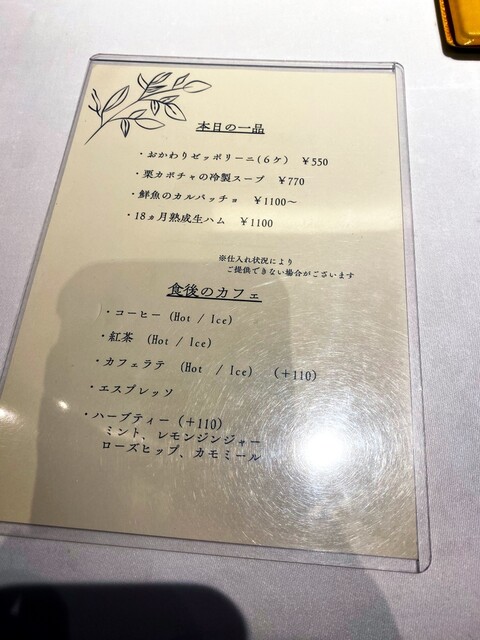 本日の一品
・おかわりゼッポリーニ(6ケ) ¥550
・栗カボチャの冷製スープ ¥770
・鮮魚のカルパッチョ ¥1100〜
・18ヵ月熟成生ハム ¥1100
※仕入れ状況により
ご提供できない場合がございます
食後のカフェ
・コーヒー (Hot / Ice)
・紅茶 (Hot / Ice)
・カフェラテ (Hot / Ice) (+110)
・エスプレッソ
・ハーブティー (+110)
ミント、レモンジンジャー
ローズヒップ、カモミール